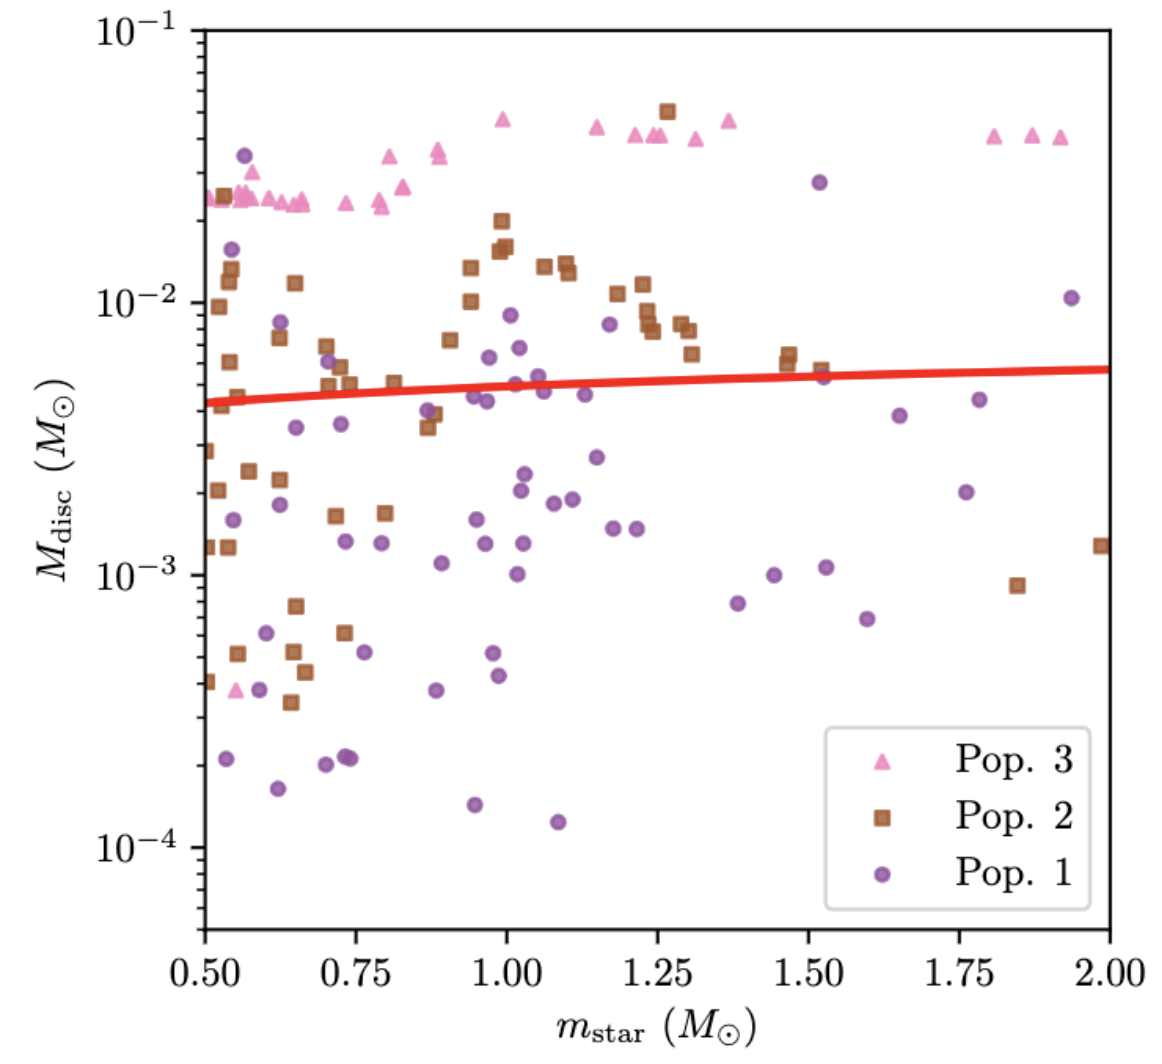 10⁻¹
10⁻²
10⁻³
10⁻⁴
M_disc (M_⊙)
0.50 0.75 1.00 1.25 1.50 1.75 2.00
m_star (M_⊙)
Pop. 3
Pop. 2
Pop. 1